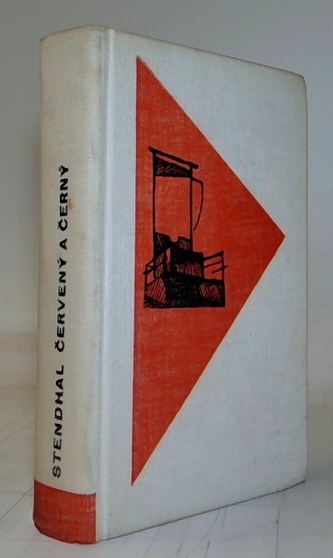 STENDHAL ČERVENÝ A ČERNÝ